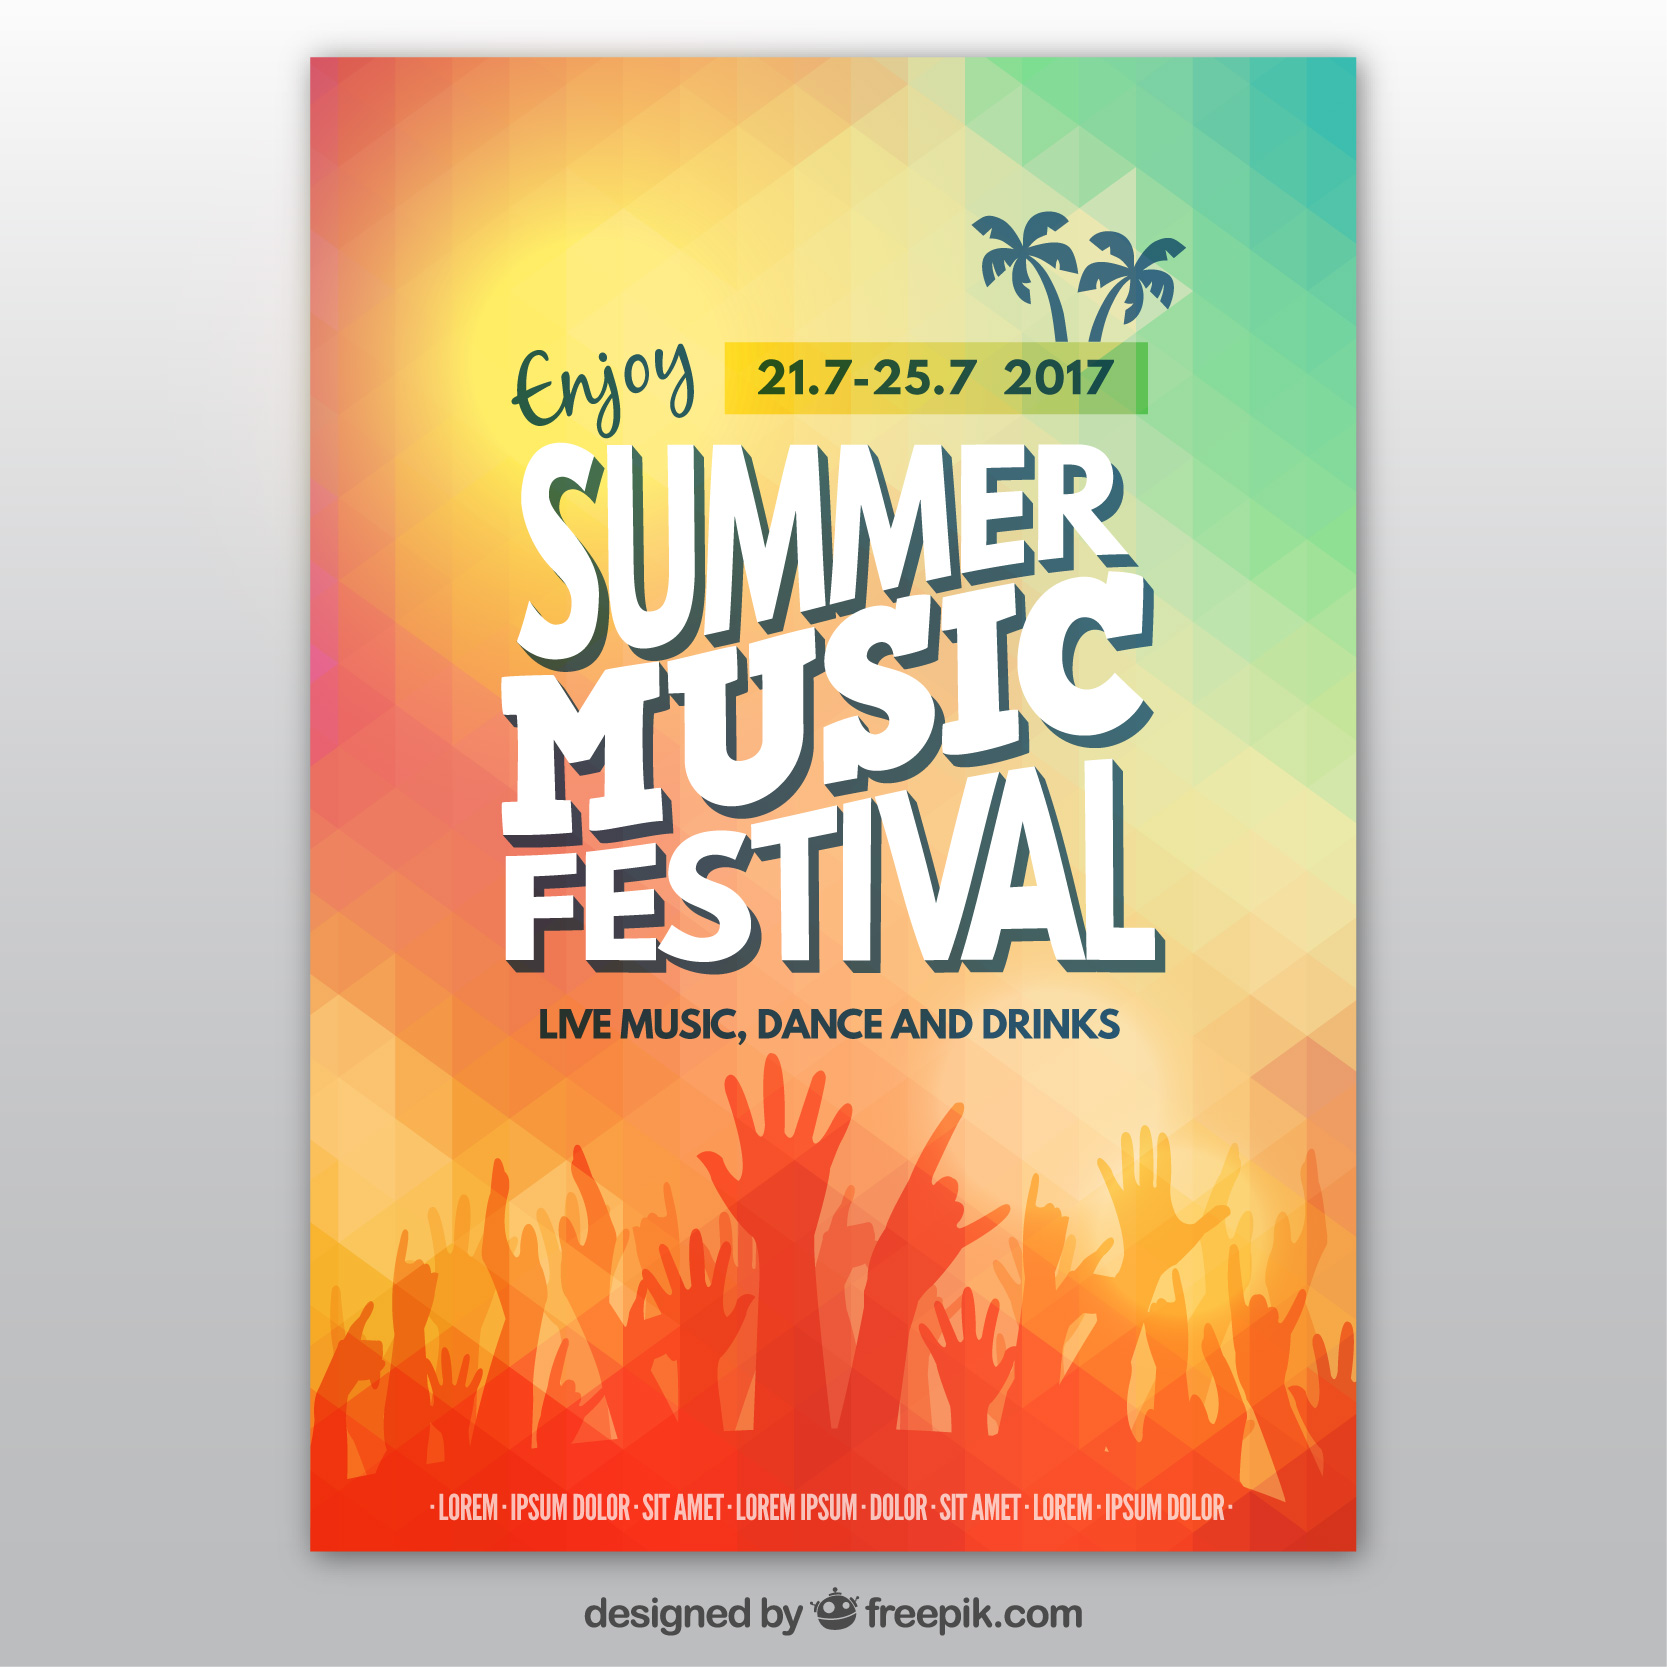 Enjoy 21.7-25.7 2017
SUMMER
MUSIC
FESTIVAL
LIVE MUSIC, DANCE AND DRINKS
· LOREM · IPSUM DOLOR · SIT AMET · LOREM IPSUM · DOLOR · SIT AMET · LOREM · IPSUM DOLOR ·
designed by freepik.com